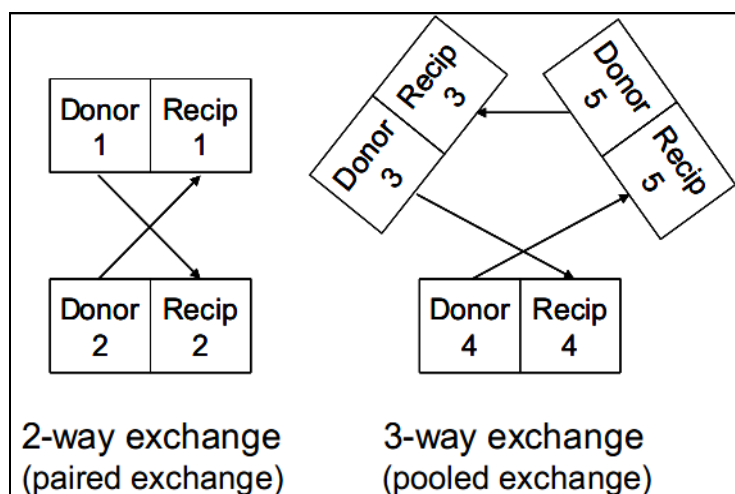 Donor
1
Recip
1
Donor
2
Recip
2
2-way exchange
(paired exchange)
Donor
3
Recip
3
Donor
5
Recip
5
Donor
4
Recip
4
3-way exchange
(pooled exchange)